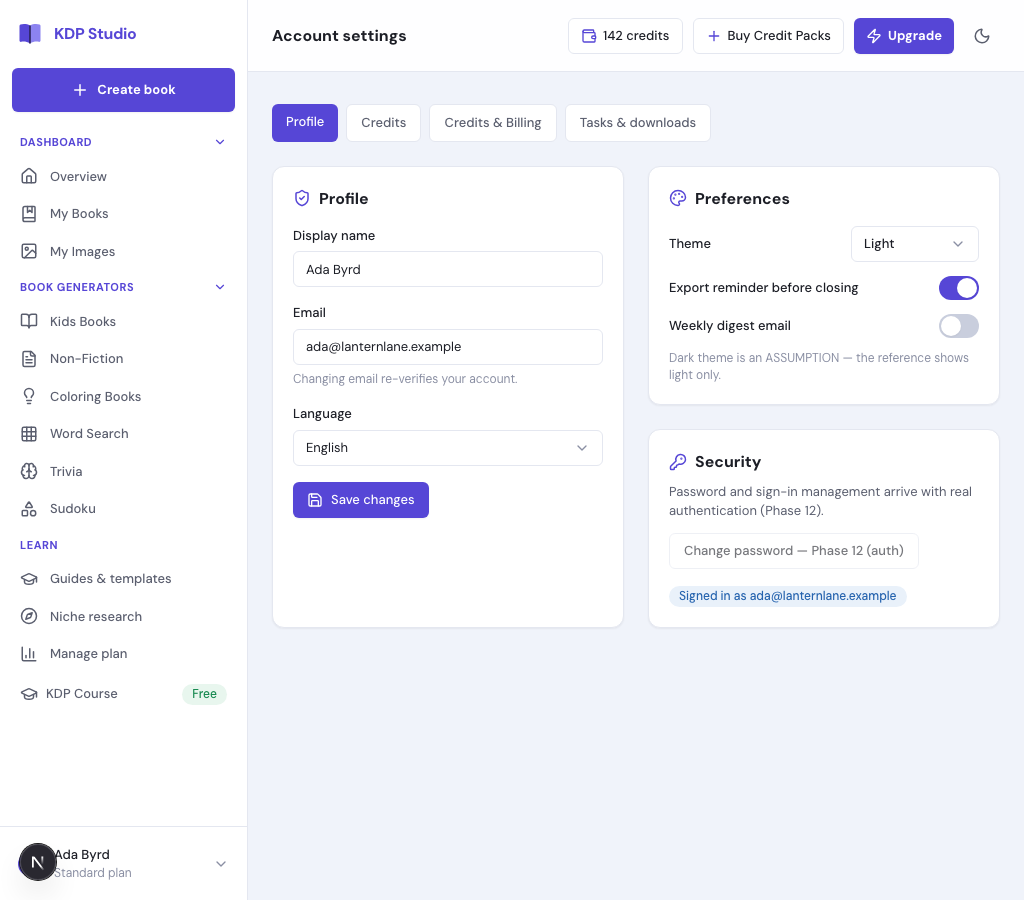 KDP Studio
Create book
DASHBOARD
Overview
My Books
My Images
BOOK GENERATORS
Kids Books
Non-Fiction
Coloring Books
Word Search
Trivia
Sudoku
LEARN
Guides & templates
Niche research
Manage plan
KDP Course
Free
N
Ada Byrd
Standard plan
Account settings
142 credits
Buy Credit Packs
Upgrade
Profile
Credits
Credits & Billing
Tasks & downloads
Profile
Display name
Ada Byrd
Email
ada@lanternlane.example
Changing email re-verifies your account.
Language
English
Save changes
Preferences
Theme
Light
Export reminder before closing
Weekly digest email
Dark theme is an ASSUMPTION — the reference shows
light only.
Security
Password and sign-in management arrive with real
authentication (Phase 12).
Change password — Phase 12 (auth)
Signed in as ada@lanternlane.example